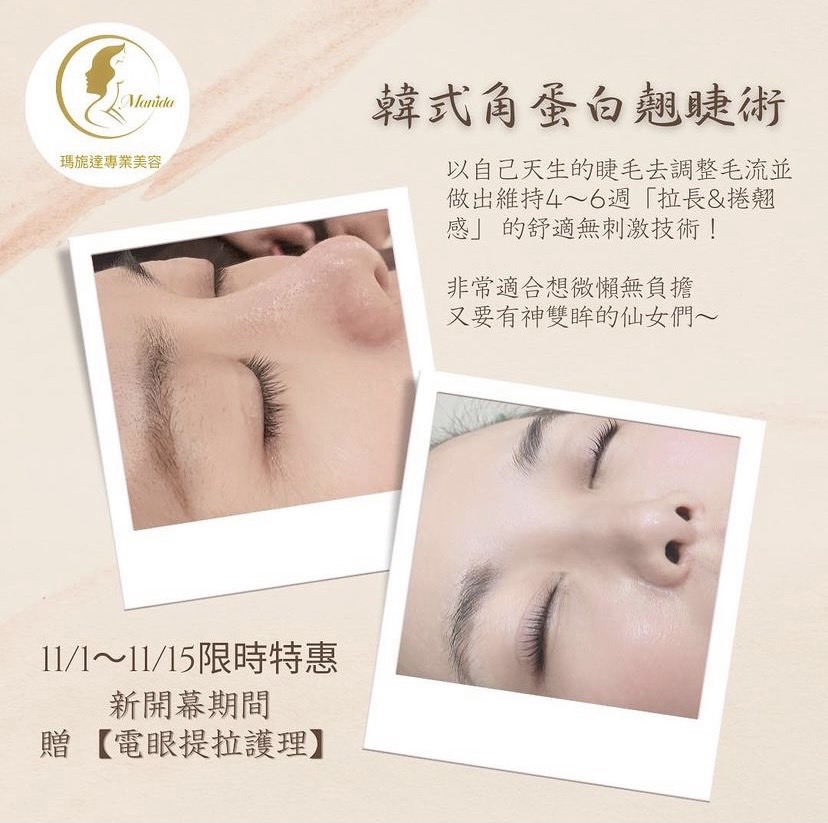 Manida
瑪旎達專業美容
韓式角蛋白翹睫術
以自己天生的睫毛去調整毛流並
做出維持4～6週「拉長&捲翹
感」 的舒適無刺激技術！
非常適合想微懶無負擔
又要有神雙眸的仙女們～
11/1～11/15限時特惠
新開幕期間
贈 【電眼提拉護理】